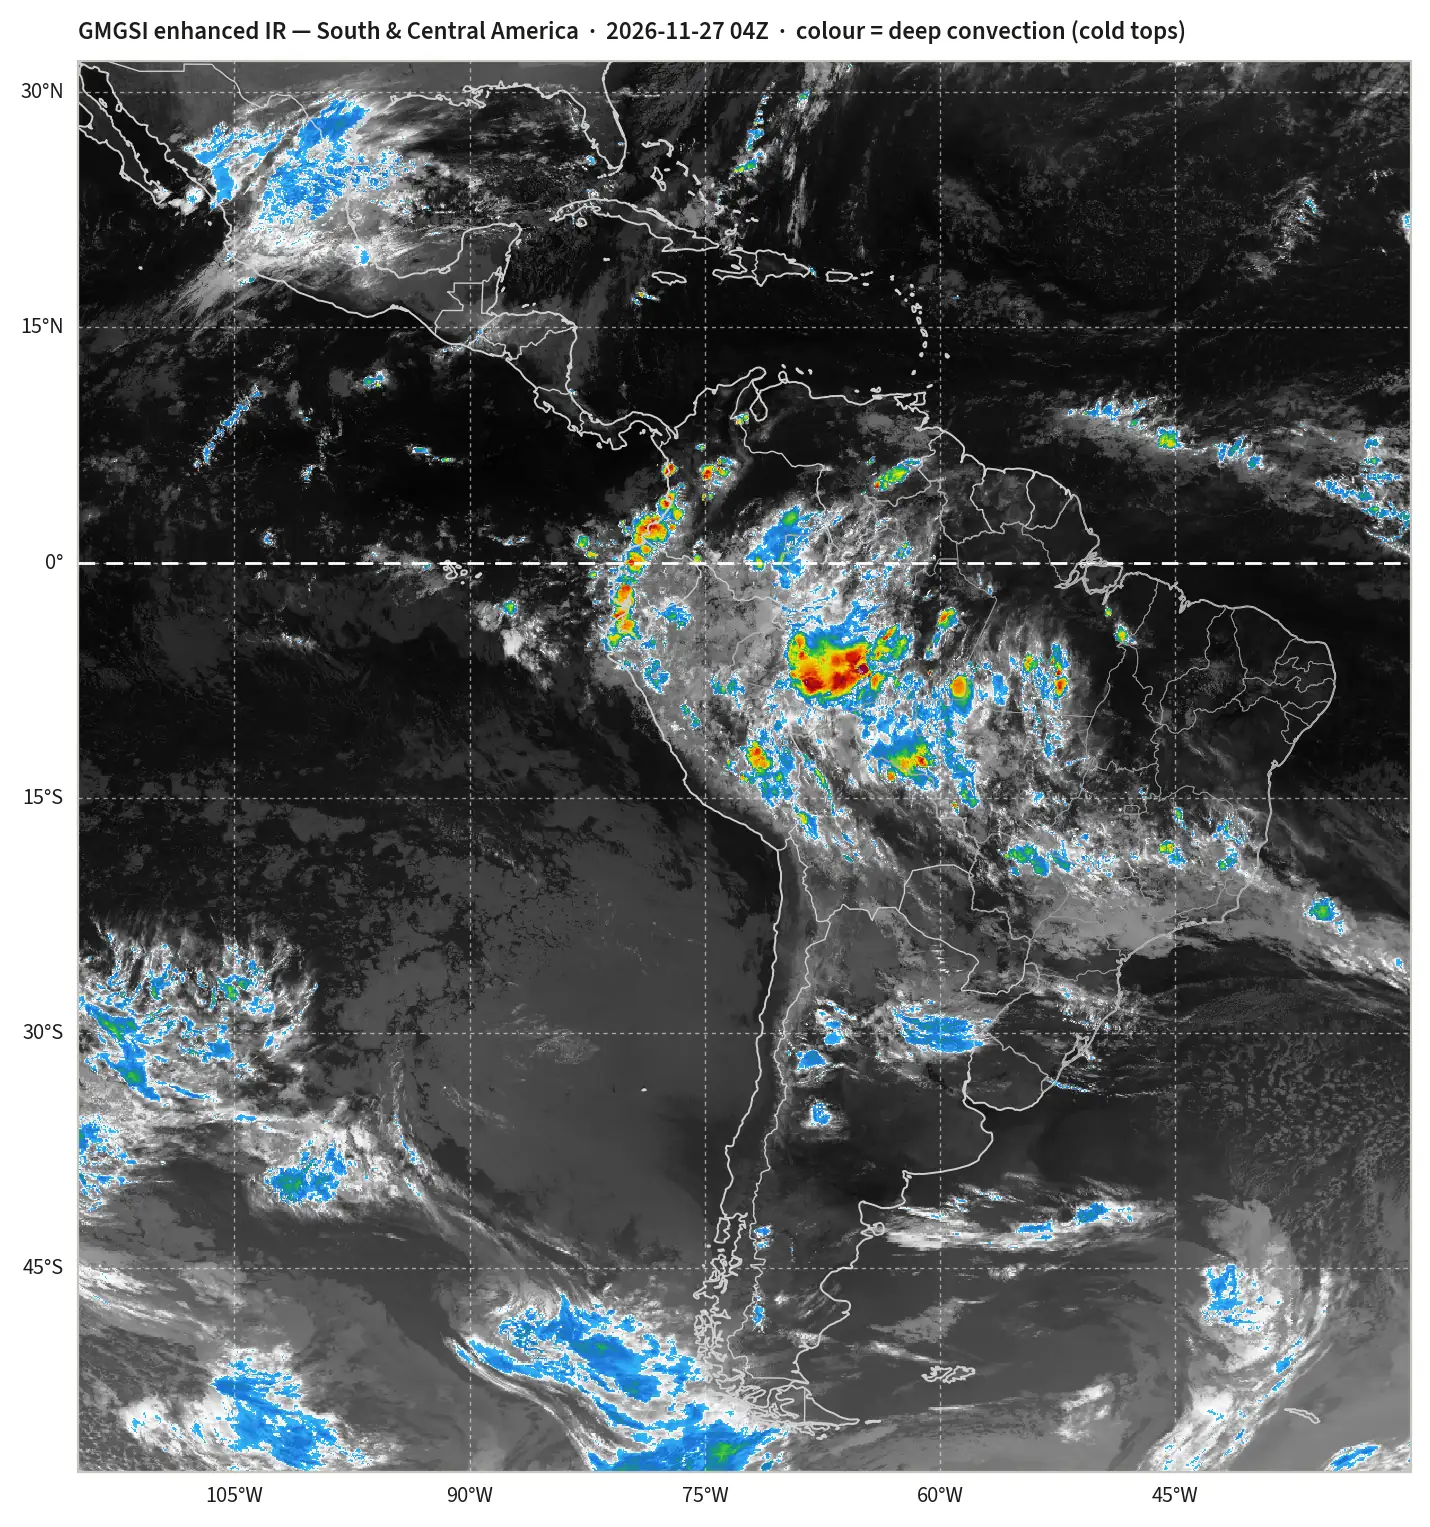 GMGSI enhanced IR — South & Central America · 2026-11-27 04Z · colour = deep convection (cold tops)
30°N
15°N
0°
15°S
30°S
45°S
105°W
90°W
75°W
60°W
45°W